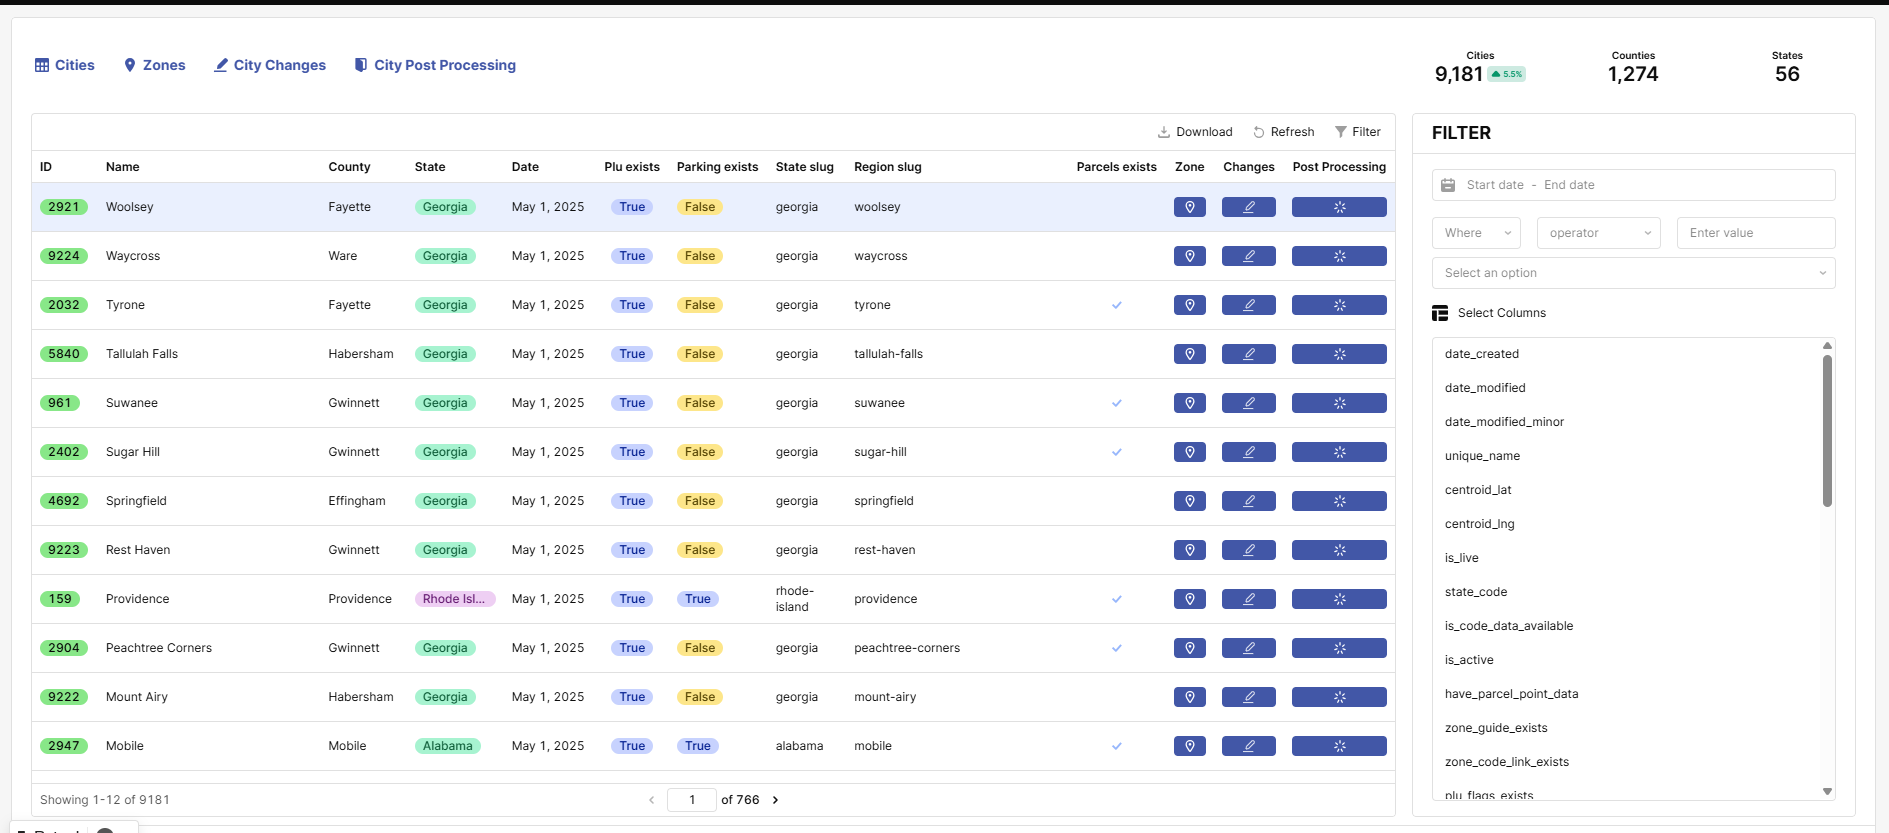 Cities Zones City Changes City Post Processing
Cities Counties States
9,181 5.5% 1,274 56
Download Refresh Filter
ID Name County State Date Plu exists Parking exists State slug Region slug Parcels exists Zone Changes Post Processing
2921 Woolsey Fayette Georgia May 1, 2025 True False georgia woolsey
9224 Waycross Ware Georgia May 1, 2025 True False georgia waycross
2032 Tyrone Fayette Georgia May 1, 2025 True False georgia tyrone
5840 Tallulah Falls Habersham Georgia May 1, 2025 True False georgia tallulah-falls
961 Suwanee Gwinnett Georgia May 1, 2025 True False georgia suwanee
2402 Sugar Hill Gwinnett Georgia May 1, 2025 True False georgia sugar-hill
4692 Springfield Effingham Georgia May 1, 2025 True False georgia springfield
9223 Rest Haven Gwinnett Georgia May 1, 2025 True False georgia rest-haven
159 Providence Providence Rhode Isl... May 1, 2025 True True rhode-island providence
2904 Peachtree Corners Gwinnett Georgia May 1, 2025 True False georgia peachtree-corners
9222 Mount Airy Habersham Georgia May 1, 2025 True False georgia mount-airy
2947 Mobile Mobile Alabama May 1, 2025 True True alabama mobile
Showing 1-12 of 9181 1 of 766
FILTER
Start date - End date
Where operator Enter value
Select an option
Select Columns
date_created
date_modified
date_modified_minor
unique_name
centroid_lat
centroid_lng
is_live
state_code
is_code_data_available
is_active
have_parcel_point_data
zone_guide_exists
zone_code_link_exists
plu_flags_exists